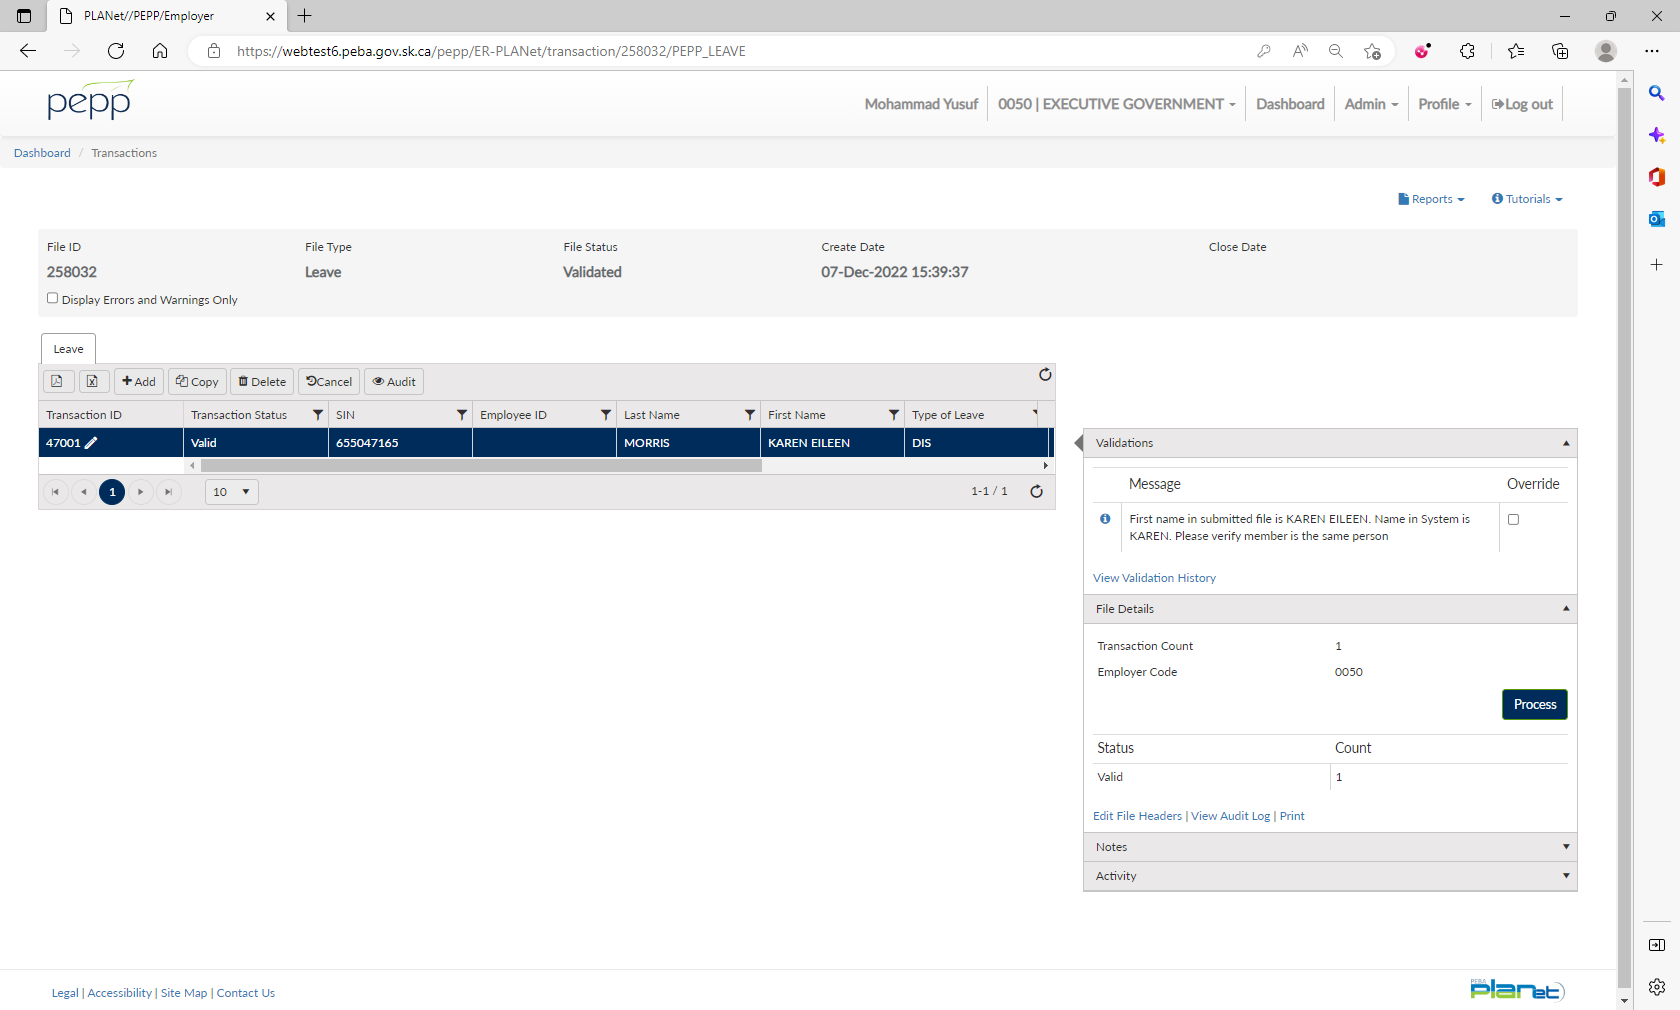 PLANet//PEPP/Employer
https://webtest6.peba.gov.sk.ca/pepp/ER-PLANet/transaction/258032/PEPP_LEAVE
pepp
Mohammad Yusuf
0050 | EXECUTIVE GOVERNMENT
Dashboard
Admin
Profile
Log out
Dashboard / Transactions
Reports
Tutorials
File ID
File Type
File Status
Create Date
Close Date
258032
Leave
Validated
07-Dec-2022 15:39:37
Display Errors and Warnings Only
Leave
Add
Copy
Delete
Cancel
Audit
Transaction ID
Transaction Status
SIN
Employee ID
Last Name
First Name
Type of Leave
47001
Valid
655047165
MORRIS
KAREN EILEEN
DIS
1
10
1-1 / 1
Validations
Message
Override
First name in submitted file is KAREN EILEEN. Name in System is
KAREN. Please verify member is the same person
View Validation History
File Details
Transaction Count
1
Employer Code
0050
Process
Status
Count
Valid
1
Edit File Headers | View Audit Log | Print
Notes
Activity
Legal | Accessibility | Site Map | Contact Us
PEBA
planet